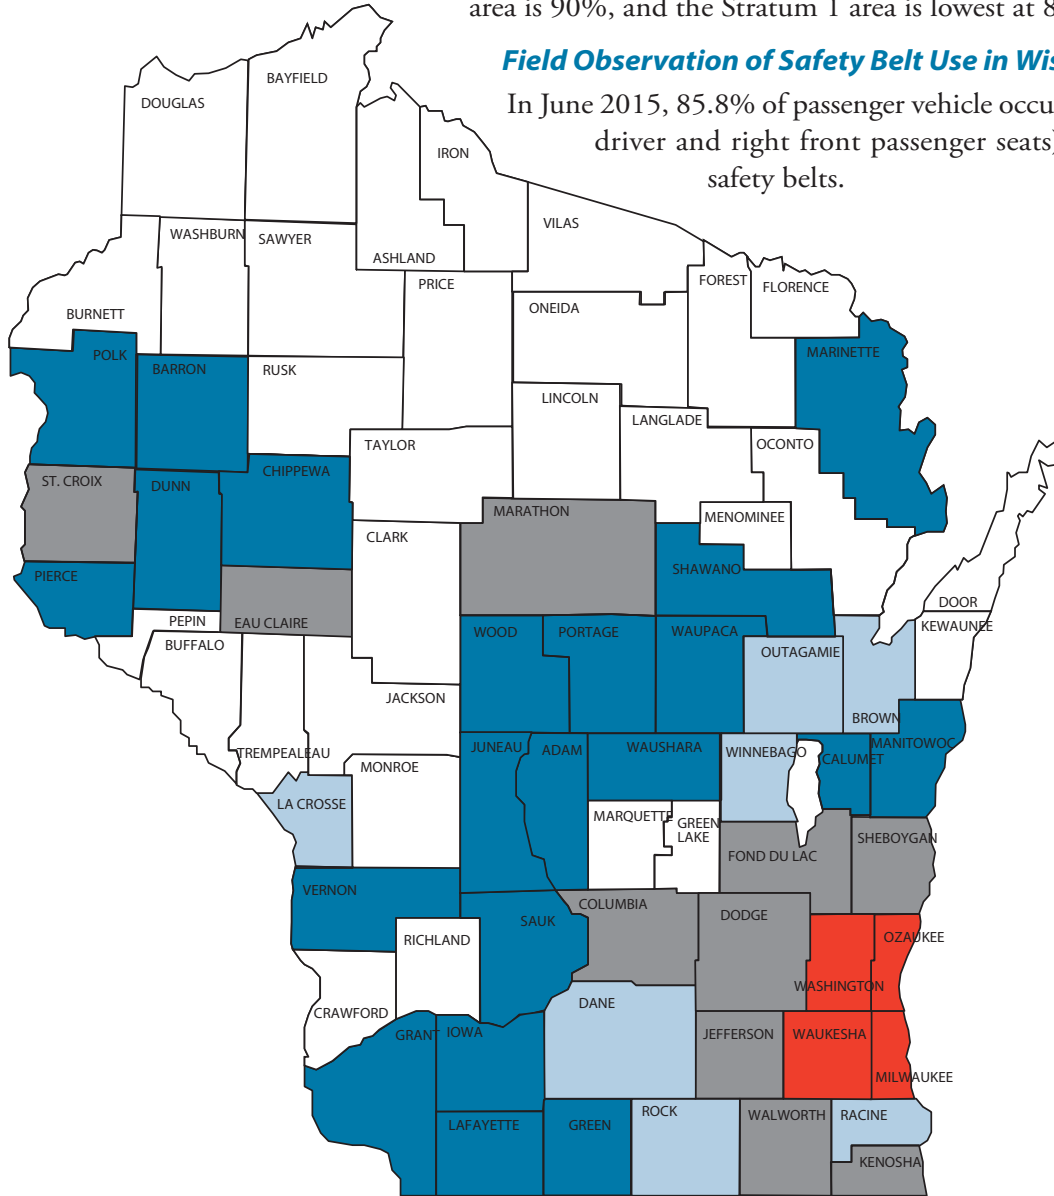 area is 90%, and the Stratum 1 area is lowest at 8
Field Observation of Safety Belt Use in Wis
In June 2015, 85.8% of passenger vehicle occu
driver and right front passenger seats)
safety belts.
BAYFIELD
DOUGLAS
IRON
VILAS
WASHBURN
SAWYER
ASHLAND
PRICE
FOREST
FLORENCE
ONEIDA
BURNETT
POLK
MARINETTE
BARRON
RUSK
LINCOLN
LANGLADE
TAYLOR
OCONTO
CHIPPEWA
ST. CROIX
DUNN
MARATHON
MENOMINEE
CLARK
SHAWANO
PIERCE
DOOR
PEPIN
EAU CLAIRE
KEWAUNEE
WOOD
PORTAGE
WAUPACA
BUFFALO
OUTAGAMIE
JACKSON
BROWN
MANITOWOC
JUNEAU
ADAM
WAUSHARA
WINNEBAGO
TREMPEALEAU
CALUMET
MONROE
LA CROSSE
MARQUETTE
GREEN
LAKE
SHEBOYGAN
FOND DU LAC
VERNON
COLUMBIA
DODGE
SAUK
RICHLAND
OZAUKEE
WASHINGTON
DANE
CRAWFORD
GRANT
IOWA
JEFFERSON
WAUKESHA
MILWAUKEE
ROCK
WALWORTH
RACINE
LAFAYETTE
GREEN
KENOSHA